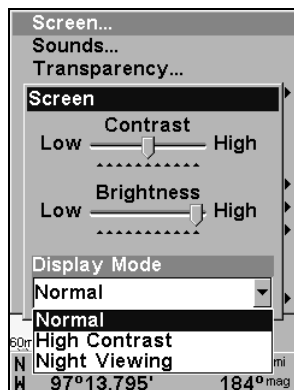 Screen...
Sounds...
Transparency...
Screen
Contrast
Low High
Brightness
Low High
Display Mode
Normal
Normal
High Contrast
Night Viewing
N mi
W 97°13.795' 184° mag